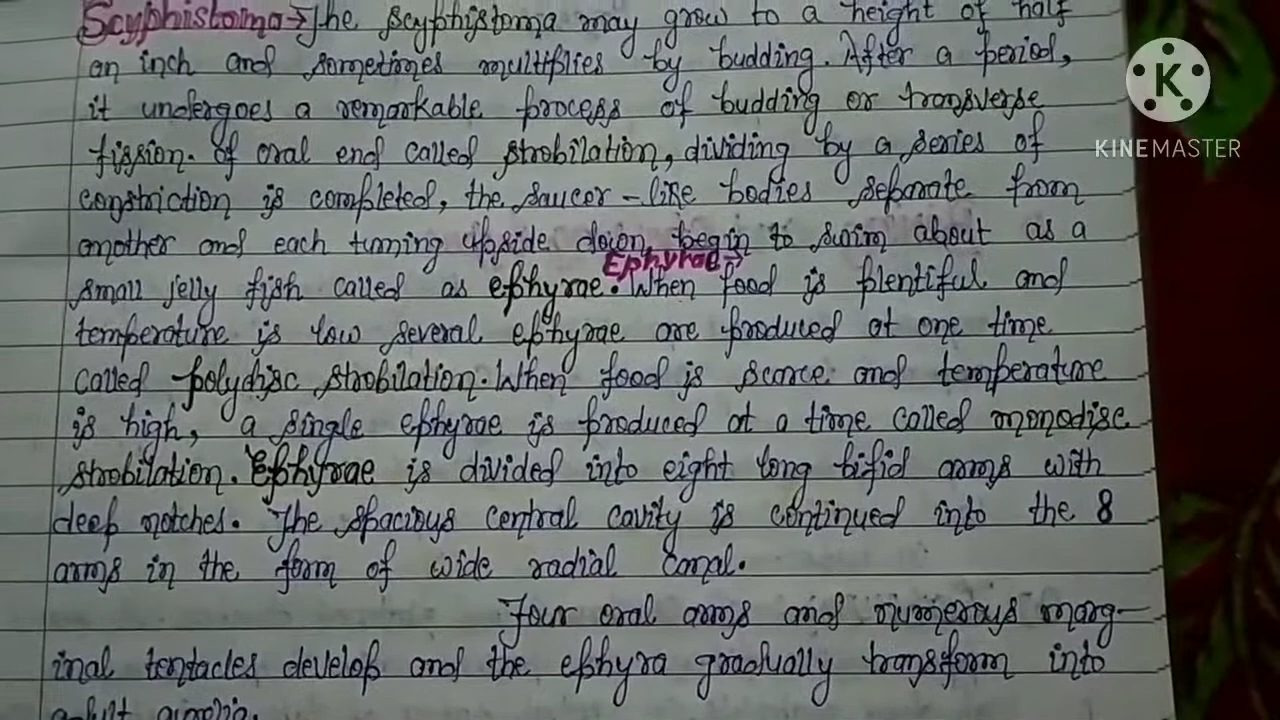 Scyphistoma→The scyphistoma may grow to a height of half
an inch and sometimes multiplies by budding. After a period,
it undergoes a remarkable process of budding or transverse
fission. Of oral end called strobilation, dividing by a series of
constriction is completed, the saucer-like bodies separate from
another and each turning upside down, begin to swim about as a
Ephyrae→
small jelly fish called as ephyrae. When food is plentiful and
temperature is low several ephyrae are produced at one time
called polydisc strobilation. When food is scarce and temperature
is high, a single ephyrae is produced at a time called monodisc
strobilation. Ephyrae is divided into eight long bifid arms with
deep notches. The spacious central cavity is continued into the 8
arms in the form of wide radial canal.
Four oral arms and numerous marg-
inal tentacles develop and the ephyra gradually transform into
adult aurelia.
K
KINEMASTER